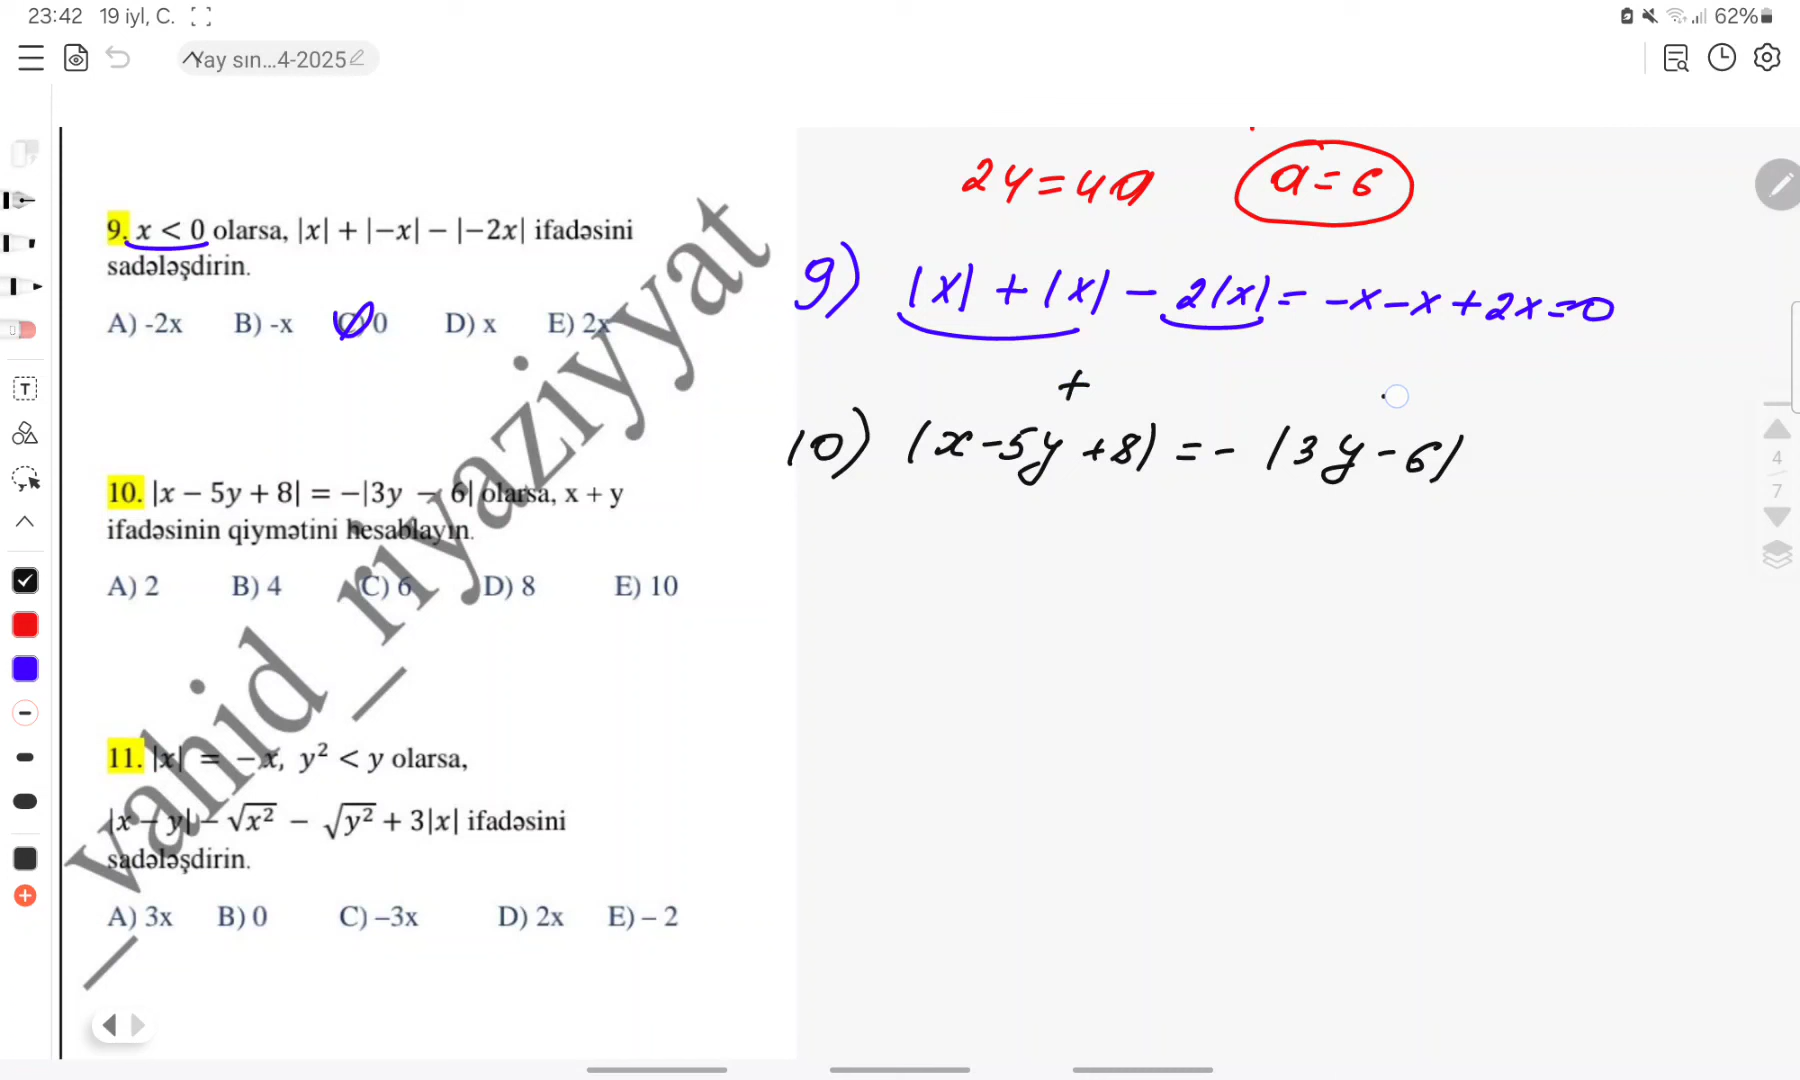 23:42 19 iyl, C.
62%
Yay sın...4-2025
9. x < 0 olarsa, |x| + |−x| − |−2x| ifadəsini
sadələşdirin.
A) -2x B) -x C) 0 D) x E) 2x
10. |x − 5y + 8| = −|3y − 6| olarsa, x + y
ifadəsinin qiymətini hesablayın.
A) 2 B) 4 C) 6 D) 8 E) 10
11. |x| = −x, y² < y olarsa,
|x − y| − √x² − √y² + 3|x| ifadəsini
sadələşdirin.
A) 3x B) 0 C) −3x D) 2x E) − 2
_vahid_riyaziyyat
24=4a a=6
9) |x| + |x| − 2|x| = −x−x+2x=0
+
10) |x−5y+8| = − |3y−6|
T
4
7